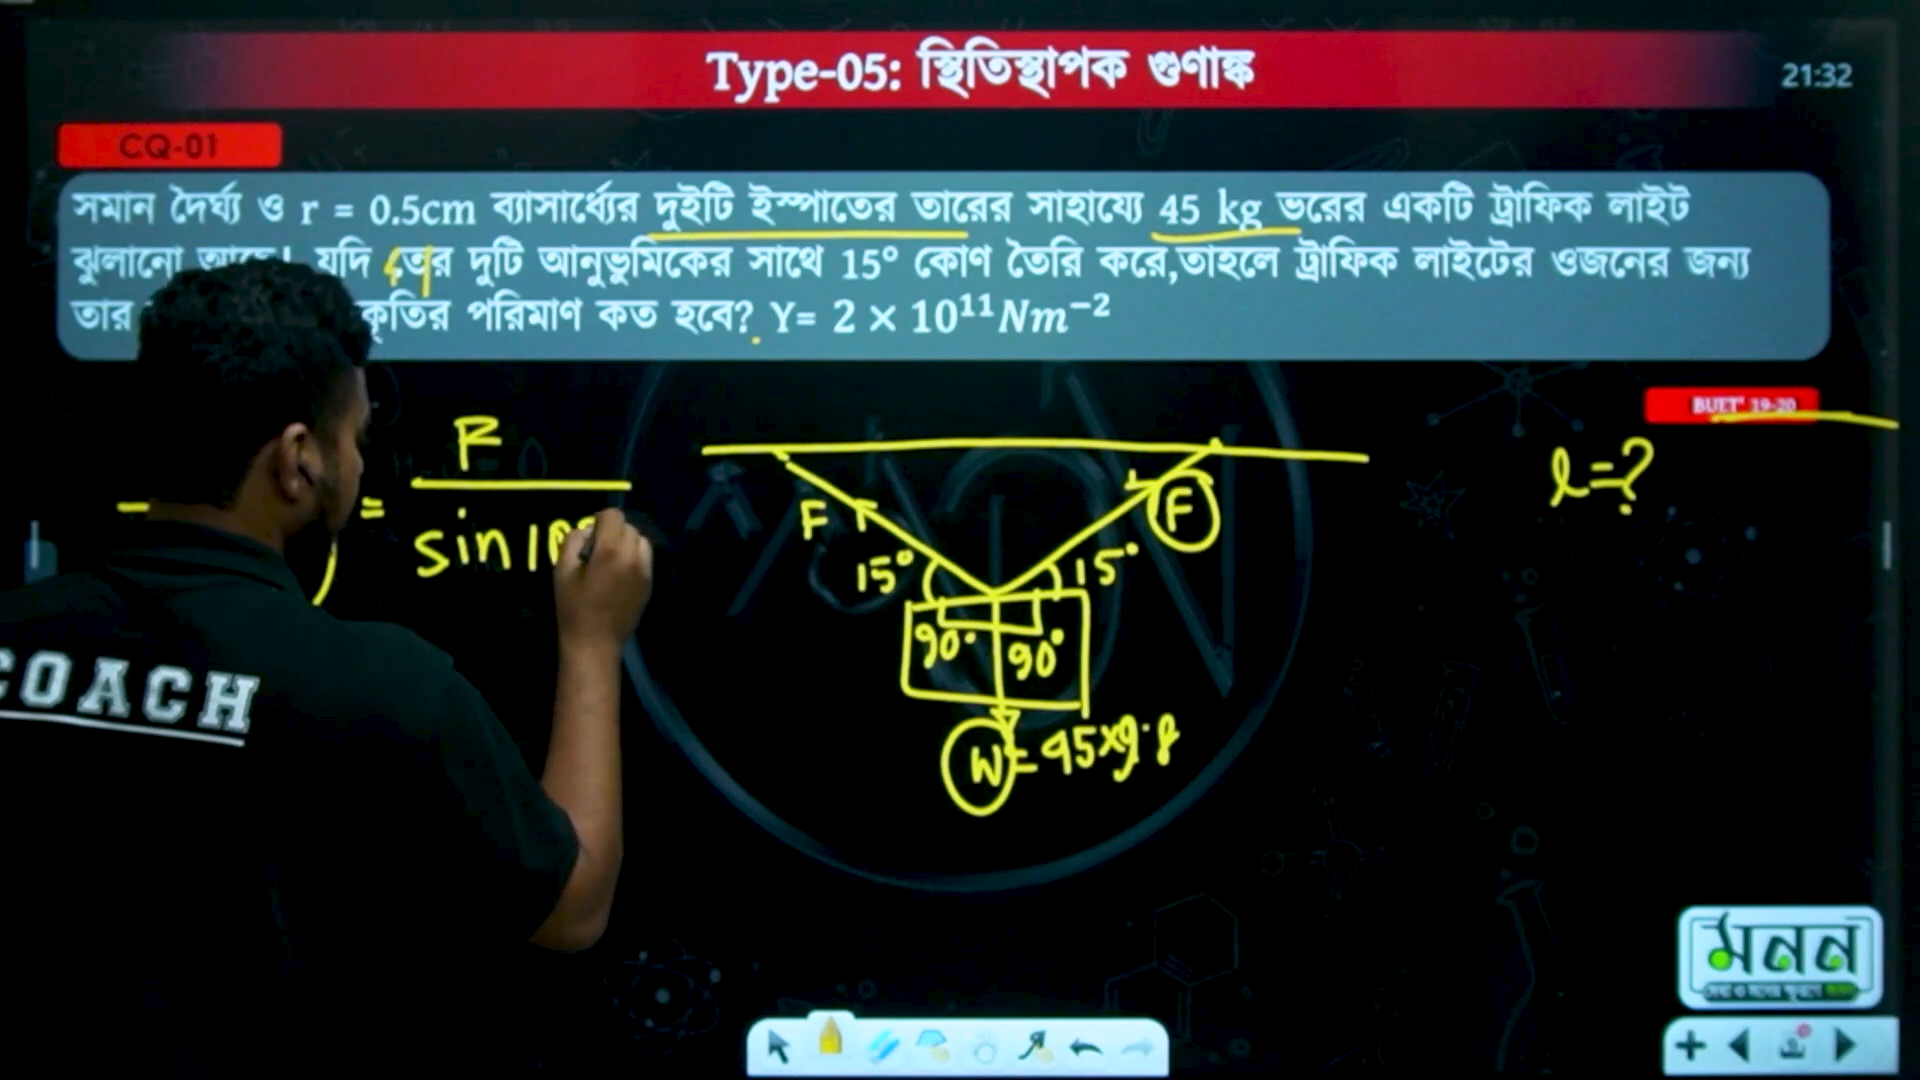 Type-05: স্থিতিস্থাপক গুণাঙ্ক
21:32
CQ-01
সমান দৈর্ঘ্য ও r = 0.5cm ব্যাসার্ধ্যের দুইটি ইস্পাতের তারের সাহায্যে 45 kg ভরের একটি ট্রাফিক লাইট
ঝুলানো যদি দুটি আনুভুমিকের সাথে 15° কোণ তৈরি করে,তাহলে ট্রাফিক লাইটের ওজনের জন্য
তার কৃতির পরিমাণ কত হবে? Y= 2 × 10¹¹Nm⁻²
BUET' 19-20
l=?
= F
sin
F
F
15°
15°
90°
90°
W = 45×9.8
COACH
মনন